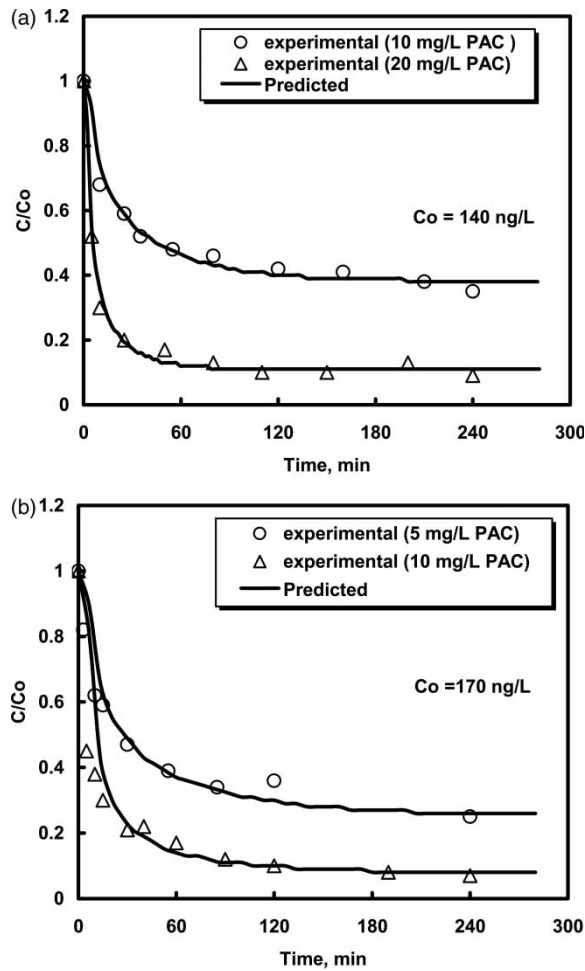 (a)
1.2
experimental (10 mg/L PAC )
experimental (20 mg/L PAC)
Predicted
1
0.8
0.6
Co = 140 ng/L
C/Co
0.4
0.2
0
0 60 120 180 240 300
Time, min
(b)
1.2
experimental (5 mg/L PAC)
experimental (10 mg/L PAC)
Predicted
1
0.8
Co =170 ng/L
0.6
C/Co
0.4
0.2
0
0 60 120 180 240 300
Time, min